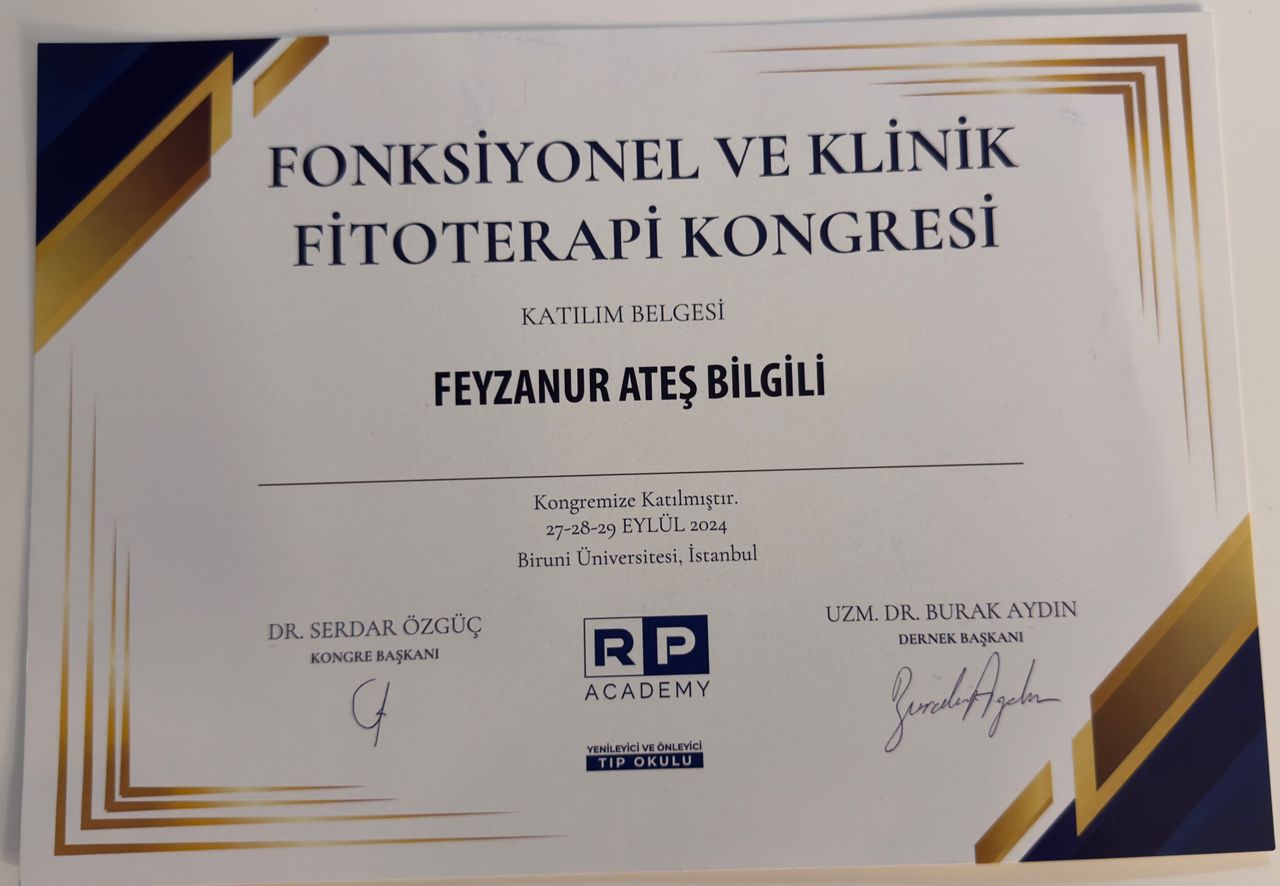 FONKSİYONEL VE KLİNİK
FİTOTERAPİ KONGRESİ
KATILIM BELGESİ
FEYZANUR ATEŞ BİLGİLİ
Kongremize Katılmıştır.
27-28-29 EYLÜL 2024
Biruni Üniversitesi, İstanbul
DR. SERDAR ÖZGÜÇ
KONGRE BAŞKANI
RP
ACADEMY
YENİLEYİCİ VE ÖNLEYİCİ
TIP OKULU
UZM. DR. BURAK AYDIN
DERNEK BAŞKANI
Burak Aydın